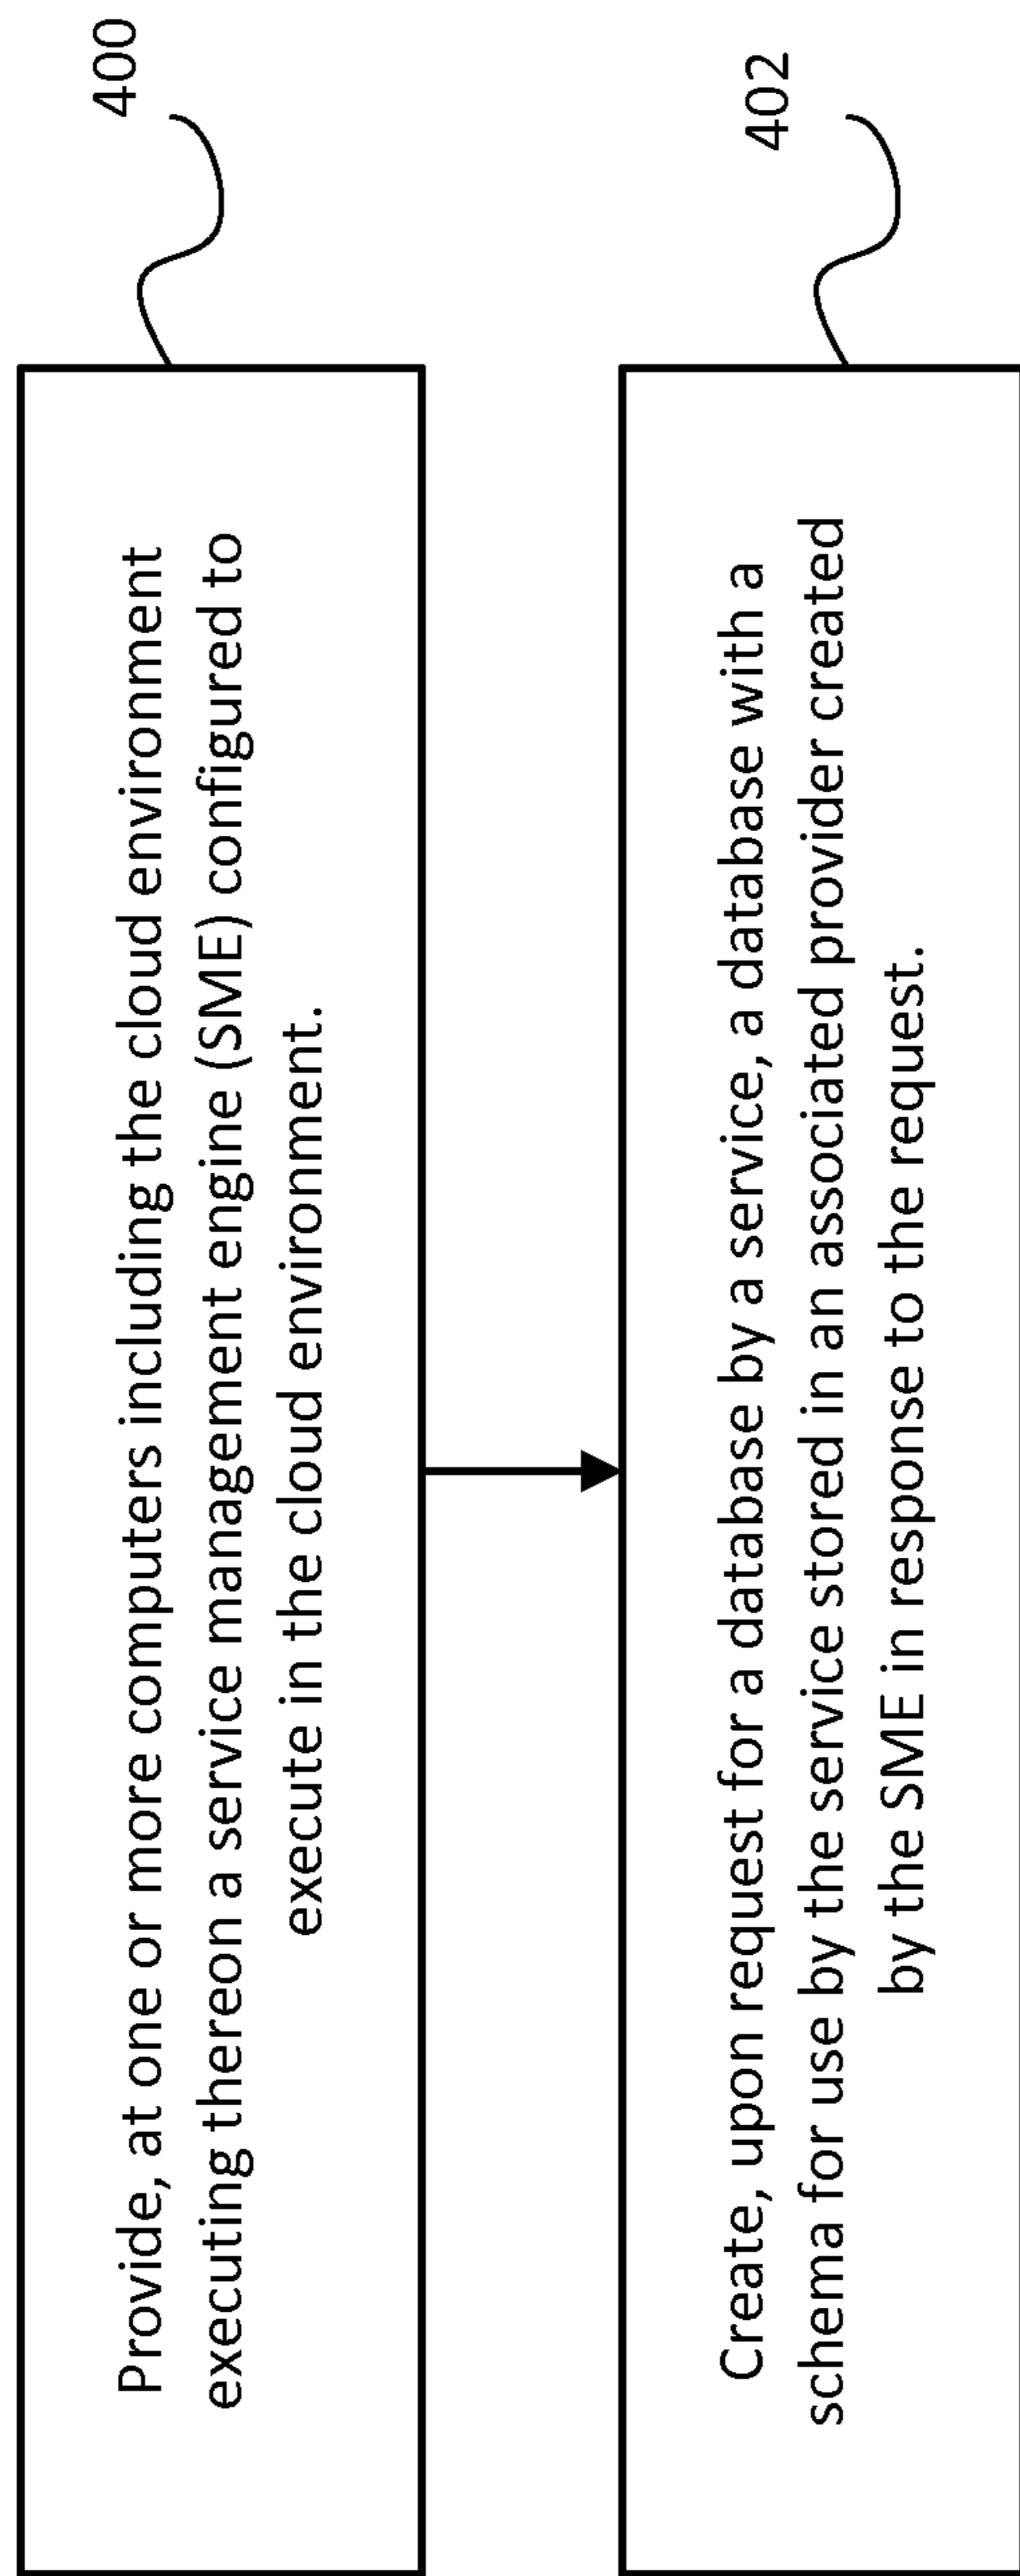 Provide, at one or more computers including the cloud environment
executing thereon a service management engine (SME) configured to
execute in the cloud environment.
400
Create, upon request for a database by a service, a database with a
schema for use by the service stored in an associated provider created
by the SME in response to the request.
402